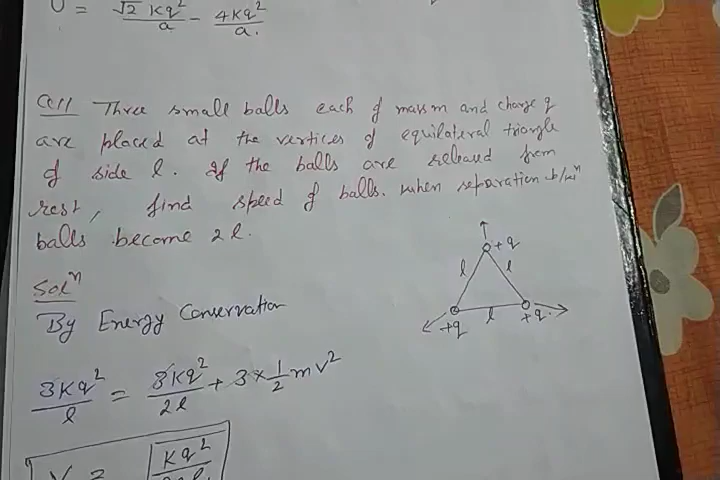 U = √2 Kq²/a - 4Kq²/a.
Three small balls each of mass m and charge q
are placed at the vertices of equilateral triangle
of side l. If the balls are released from
rest, find speed of balls. when separation b/wⁿ
balls become 2l.
Solⁿ
By Energy Conservation
3Kq²/l = 3Kq²/2l + 3×1/2 mv²
V = √Kq²
+q
l l
l
+q +q.